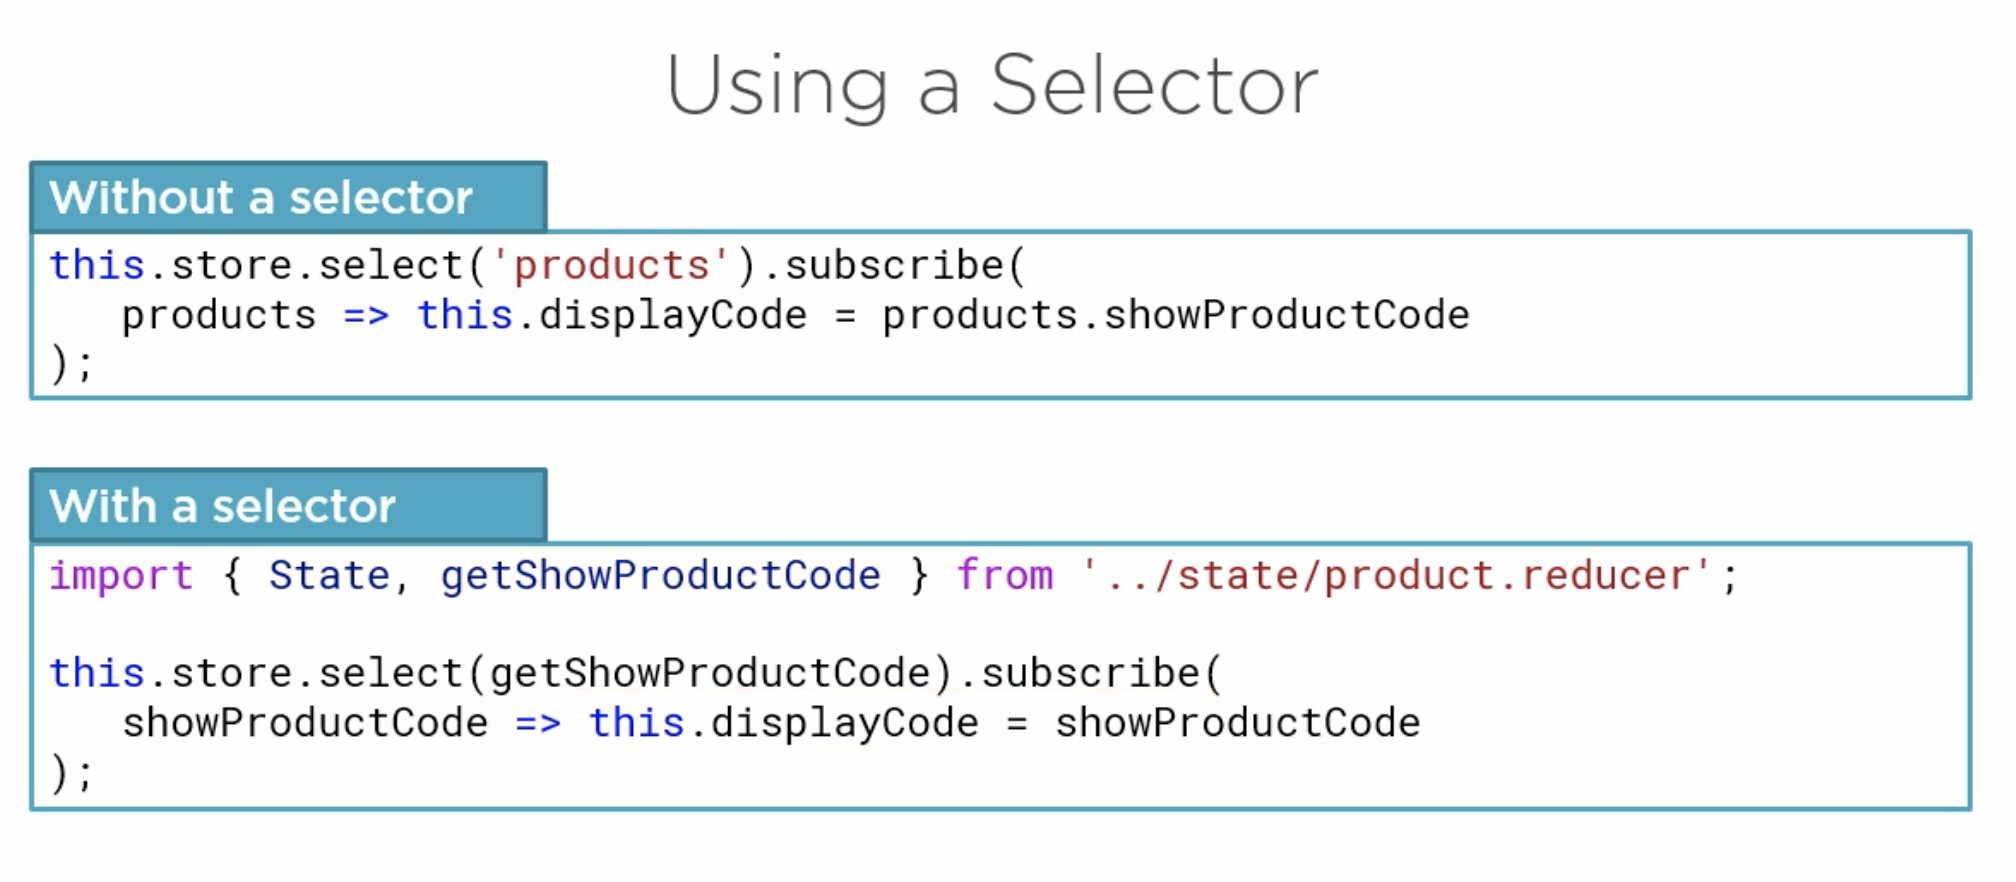 Using a Selector
Without a selector
this.store.select('products').subscribe(
   products => this.displayCode = products.showProductCode
);
With a selector
import { State, getShowProductCode } from '../state/product.reducer';
this.store.select(getShowProductCode).subscribe(
   showProductCode => this.displayCode = showProductCode
);